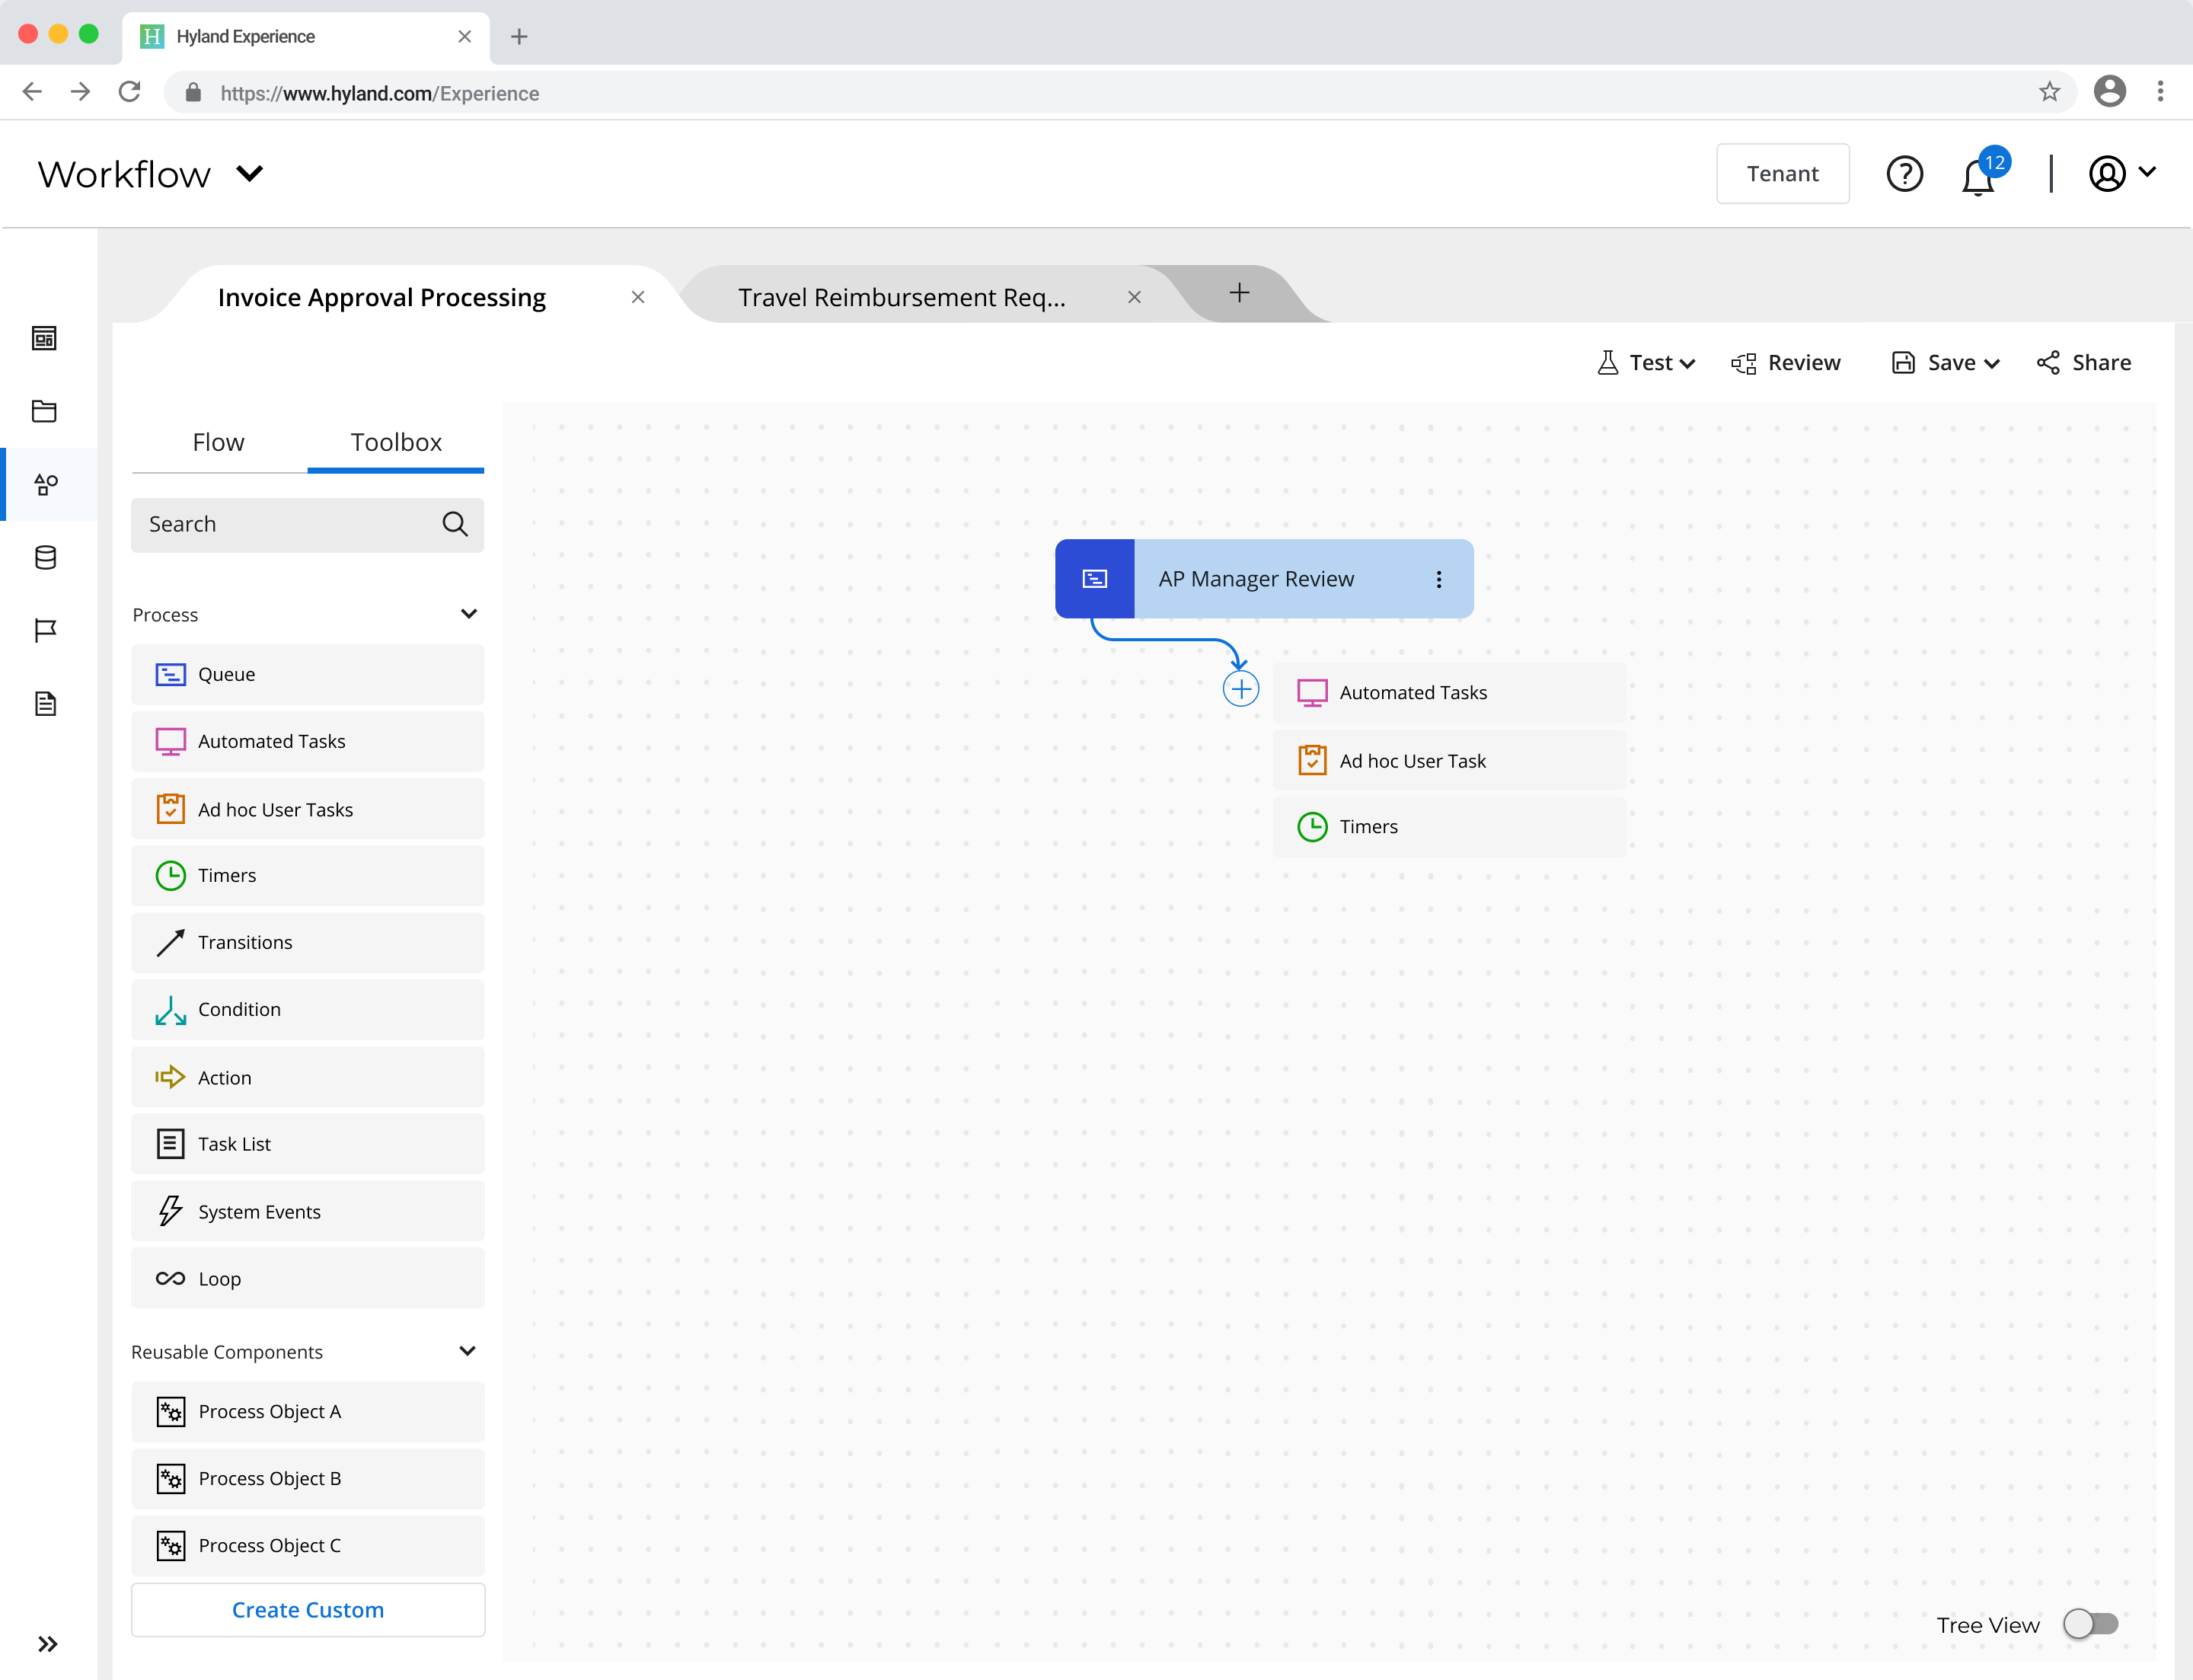 Hyland Experience
https://www.hyland.com/Experience
Workflow
Tenant
12
Invoice Approval Processing
Travel Reimbursement Req...
Test
Review
Save
Share
Flow
Toolbox
Search
Process
Queue
Automated Tasks
Ad hoc User Tasks
Timers
Transitions
Condition
Action
Task List
System Events
Loop
Reusable Components
Process Object A
Process Object B
Process Object C
Create Custom
AP Manager Review
Automated Tasks
Ad hoc User Task
Timers
Tree View